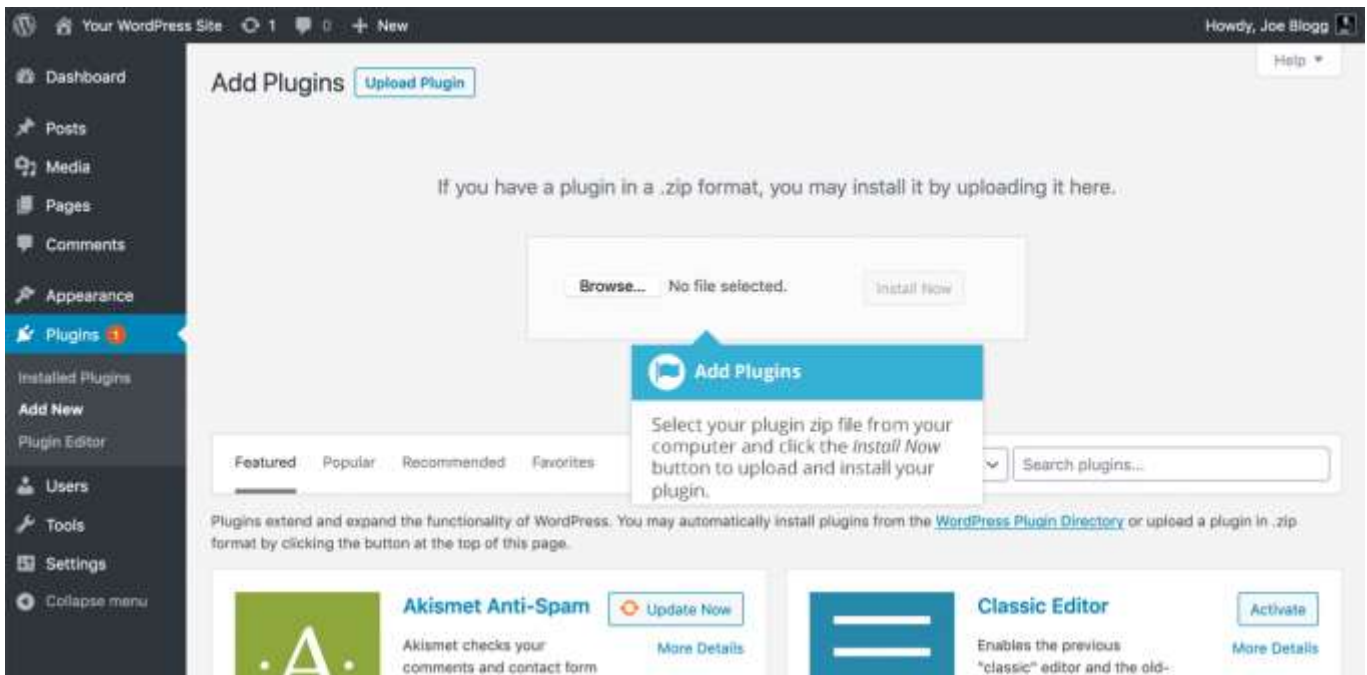 Your WordPress Site 1 0 + New
Howdy, Joe Blogg
Help
Dashboard
Posts
Media
Pages
Comments
Appearance
Plugins 1
Installed Plugins
Add New
Plugin Editor
Users
Tools
Settings
Collapse menu
Add Plugins Upload Plugin
If you have a plugin in a .zip format, you may install it by uploading it here.
Browse... No file selected. Install Now
Add Plugins
Select your plugin zip file from your
computer and click the Install Now
button to upload and install your
plugin.
Featured Popular Recommended Favorites
Search plugins...
Plugins extend and expand the functionality of WordPress. You may automatically install plugins from the WordPress Plugin Directory or upload a plugin in .zip
format by clicking the button at the top of this page.
A
Akismet Anti-Spam Update Now
Akismet checks your More Details
comments and contact form
Classic Editor Activate
Enables the previous More Details
"classic" editor and the old-